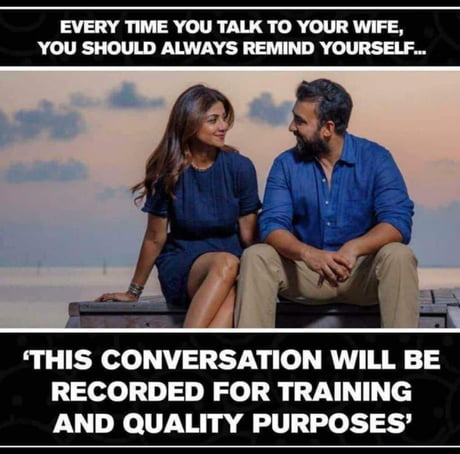 EVERY TIME YOU TALK TO YOUR WIFE,
YOU SHOULD ALWAYS REMIND YOURSELF...
‘THIS CONVERSATION WILL BE
RECORDED FOR TRAINING
AND QUALITY PURPOSES’